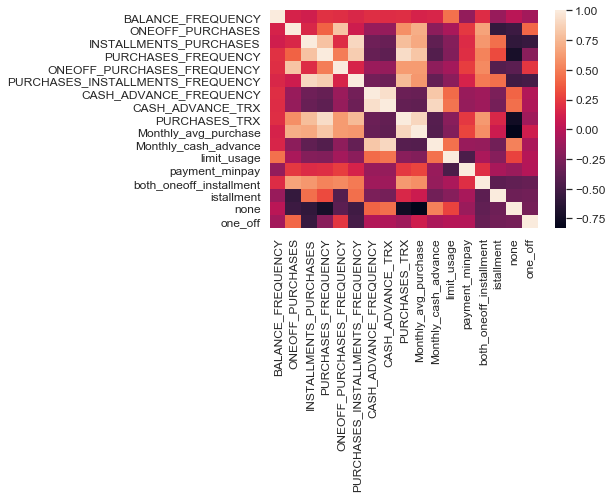 BALANCE_FREQUENCY
ONEOFF_PURCHASES
INSTALLMENTS_PURCHASES
PURCHASES_FREQUENCY
ONEOFF_PURCHASES_FREQUENCY
PURCHASES_INSTALLMENTS_FREQUENCY
CASH_ADVANCE_FREQUENCY
CASH_ADVANCE_TRX
PURCHASES_TRX
Monthly_avg_purchase
Monthly_cash_advance
limit_usage
payment_minpay
both_oneoff_installment
istallment
none
one_off
BALANCE_FREQUENCY
ONEOFF_PURCHASES
INSTALLMENTS_PURCHASES
PURCHASES_FREQUENCY
ONEOFF_PURCHASES_FREQUENCY
PURCHASES_INSTALLMENTS_FREQUENCY
CASH_ADVANCE_FREQUENCY
CASH_ADVANCE_TRX
PURCHASES_TRX
Monthly_avg_purchase
Monthly_cash_advance
limit_usage
payment_minpay
both_oneoff_installment
istallment
none
one_off
1.00
0.75
0.50
0.25
0.00
−0.25
−0.50
−0.75